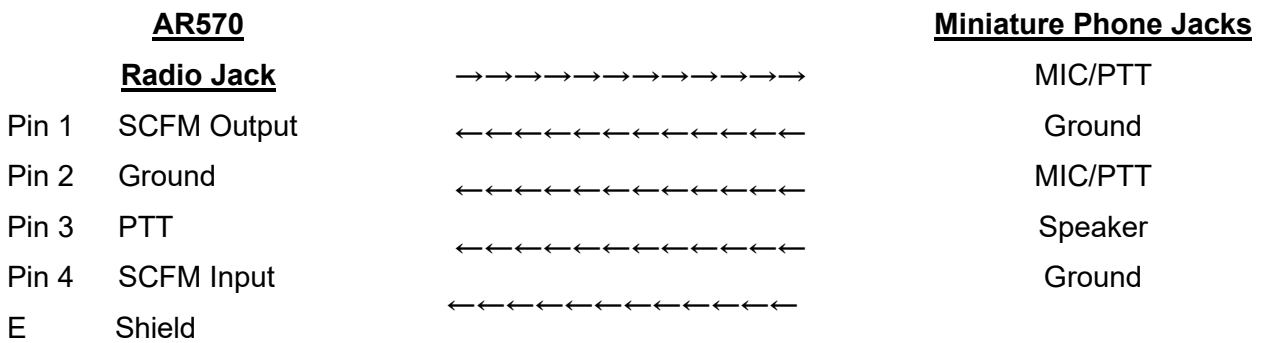 AR570 Miniature Phone Jacks
Radio Jack →→→→→→→→→→→→ MIC/PTT
Pin 1 SCFM Output ←←←←←←←←←←←← Ground
Pin 2 Ground ←←←←←←←←←←←← MIC/PTT
Pin 3 PTT ←←←←←←←←←←←← Speaker
Pin 4 SCFM Input ←←←←←←←←←←←← Ground
E Shield